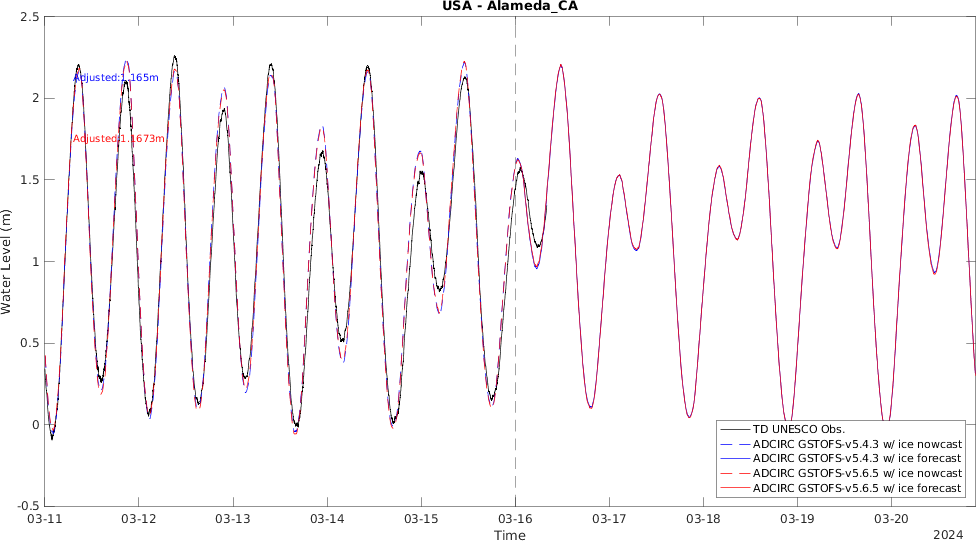 USA - Alameda_CA
2.5
2
1.5
1
0.5
0
-0.5
Water Level (m)
Adjusted:1.165m
Adjusted:1.1673m
TD UNESCO Obs.
ADCIRC GSTOFS-v5.4.3 w/ ice nowcast
ADCIRC GSTOFS-v5.4.3 w/ ice forecast
ADCIRC GSTOFS-v5.6.5 w/ ice nowcast
ADCIRC GSTOFS-v5.6.5 w/ ice forecast
03-11 03-12 03-13 03-14 03-15 03-16 03-17 03-18 03-19 03-20
Time
2024